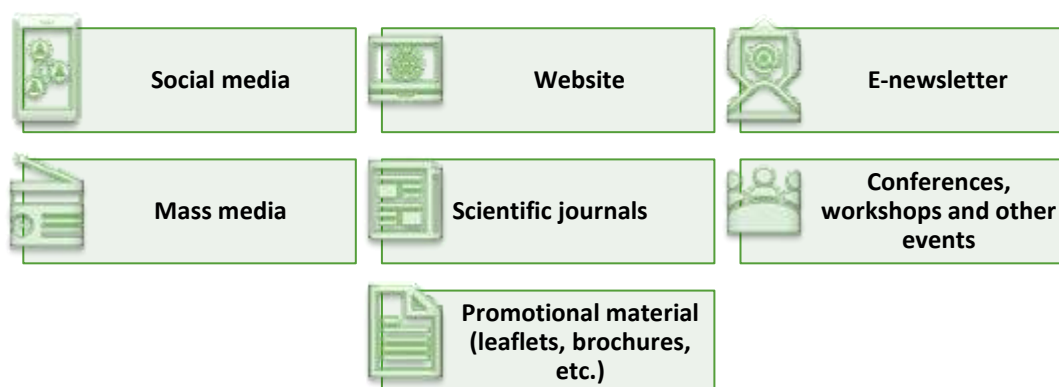 Social media
Website
E-newsletter
Mass media
Scientific journals
Conferences,
workshops and other
events
Promotional material
(leaflets, brochures,
etc.)